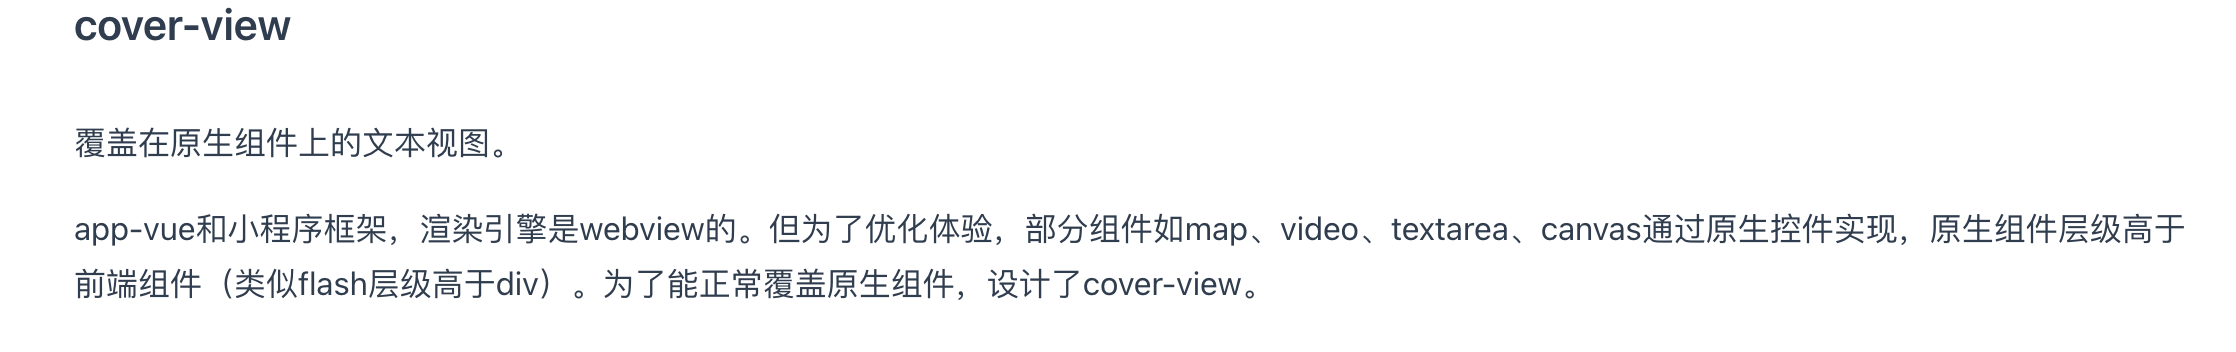 cover-view
覆盖在原生组件上的文本视图。
app-vue和小程序框架，渲染引擎是webview的。但为了优化体验，部分组件如map、video、textarea、canvas通过原生控件实现，原生组件层级高于
前端组件（类似flash层级高于div）。为了能正常覆盖原生组件，设计了cover-view。